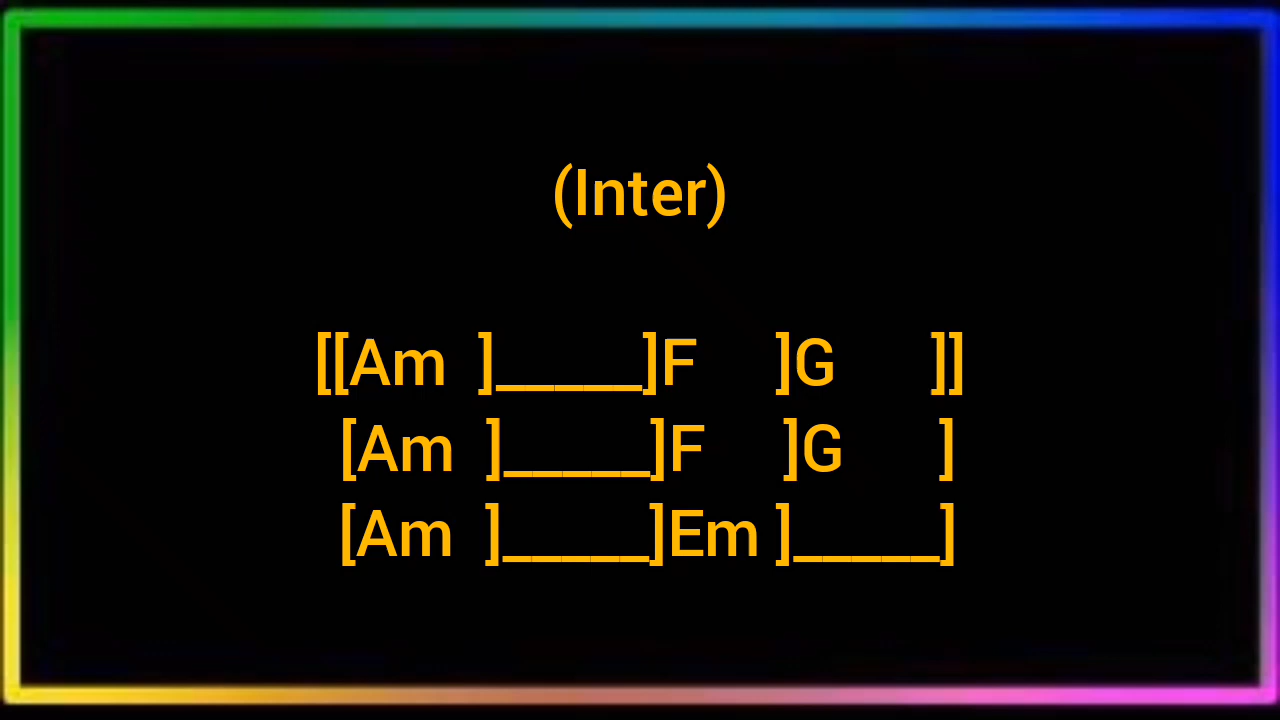 (Inter)
[[Am ]_____]F ]G ]]
[Am ]_____]F ]G ]
[Am ]_____]Em ]_____]